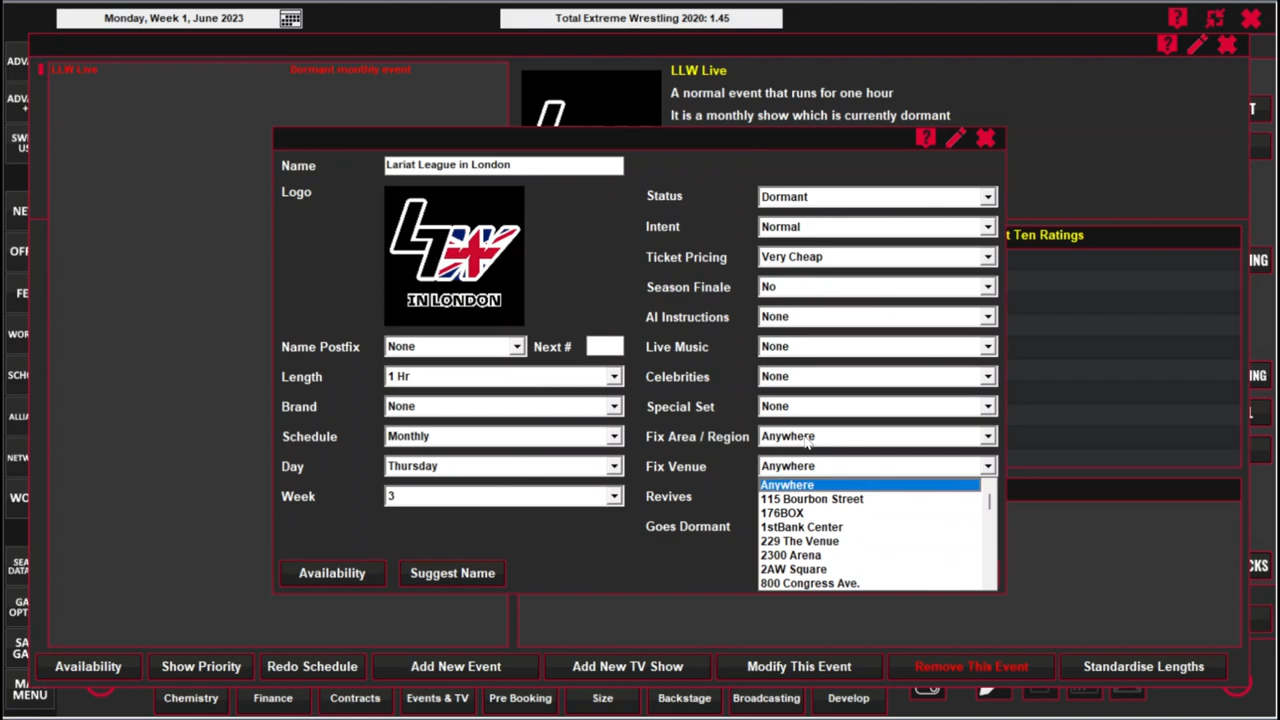 Monday, Week 1, June 2023
Total Extreme Wrestling 2020: 1.45
LLW Live
Dormant monthly event
LLW Live
A normal event that runs for one hour
It is a monthly show which is currently dormant
Name
Lariat League in London
Logo
IN LONDON
Name Postfix
None
Next #
Length
1 Hr
Brand
None
Schedule
Monthly
Day
Thursday
Week
3
Status
Dormant
Intent
Normal
Ticket Pricing
Very Cheap
Season Finale
No
AI Instructions
None
Live Music
None
Celebrities
None
Special Set
None
Fix Area / Region
Anywhere
Fix Venue
Anywhere
Revives
Goes Dormant
Anywhere
115 Bourbon Street
176BOX
1stBank Center
229 The Venue
2300 Arena
2AW Square
800 Congress Ave.
Availability
Suggest Name
t Ten Ratings
Availability
Show Priority
Redo Schedule
Add New Event
Add New TV Show
Modify This Event
Remove This Event
Standardise Lengths
MENU
Chemistry
Finance
Contracts
Events & TV
Pre Booking
Size
Backstage
Broadcasting
Develop